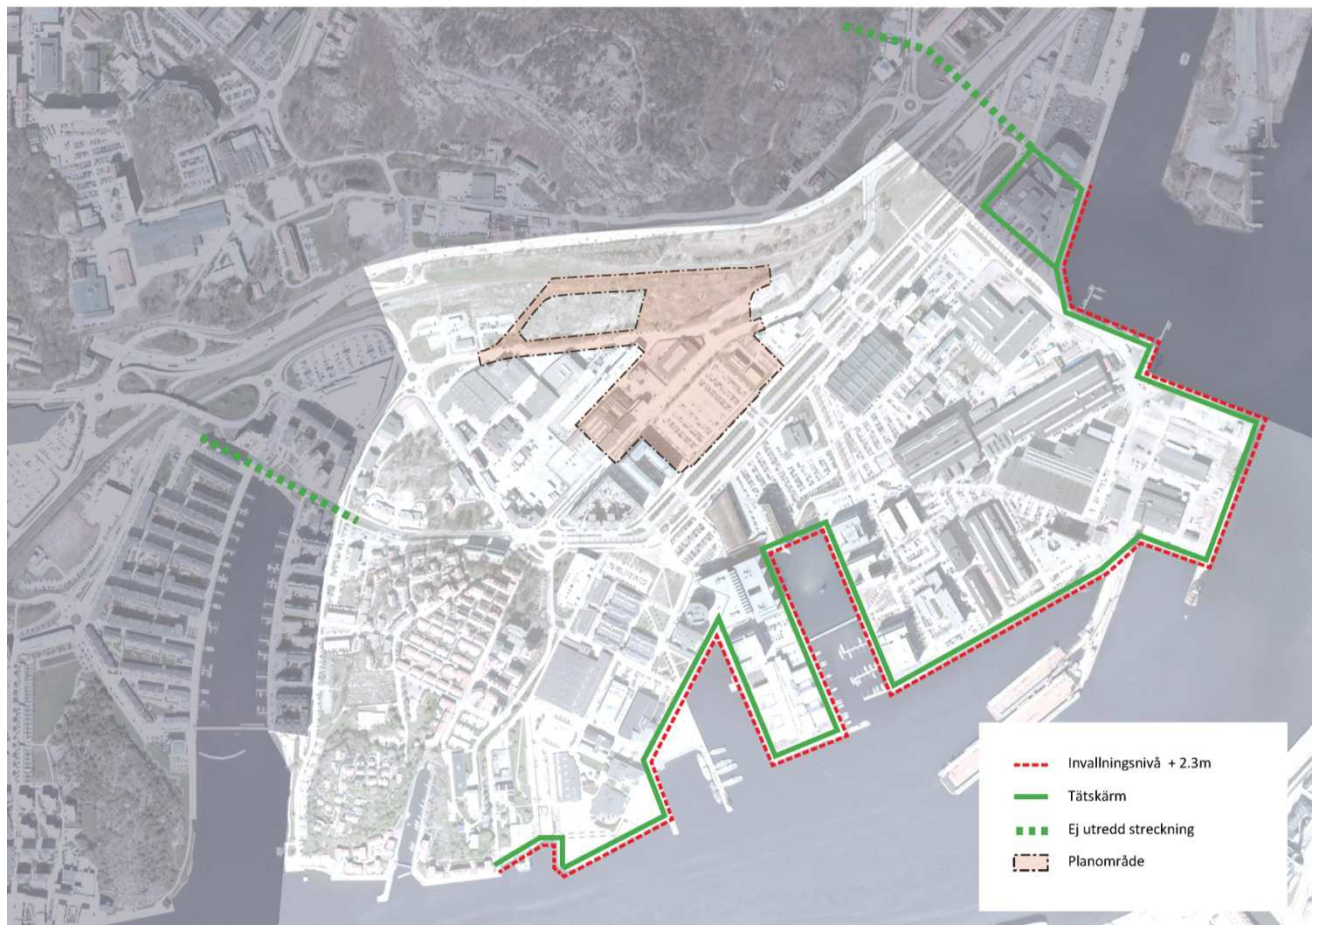 Invallningsnivå + 2.3m
Tätskärm
Ej utredd streckning
Planområde